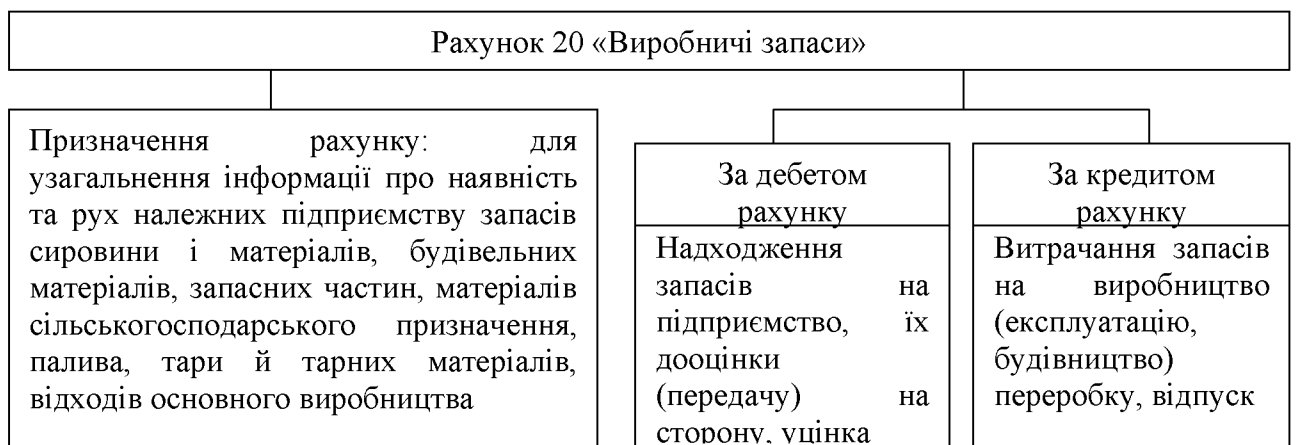 Рахунок 20 «Виробничі запаси»
Призначення рахунку: для
узагальнення інформації про наявність
та рух належних підприємству запасів
сировини і матеріалів, будівельних
матеріалів, запасних частин, матеріалів
сільськогосподарського призначення,
палива, тари й тарних матеріалів,
відходів основного виробництва
За дебетом
рахунку
Надходження
запасів на
підприємство, їх
дооцінки
(передачу) на
сторону, уцінка
За кредитом
рахунку
Витрачання запасів
на виробництво
(експлуатацію,
будівництво)
переробку, відпуск